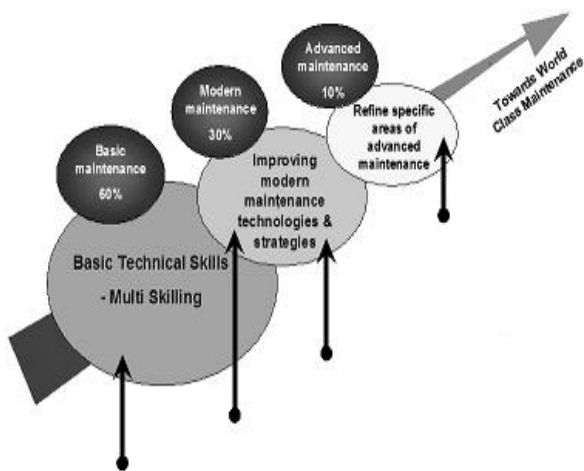 Advanced
maintenance
10%
Modern
maintenance
30%
Basic
maintenance
60%
Refine specific
areas of
advanced
maintenance
Improving
modern
maintenance
technologies &
strategies
Basic Technical Skills
- Multi Skilling
Towards World
Class Maintenance